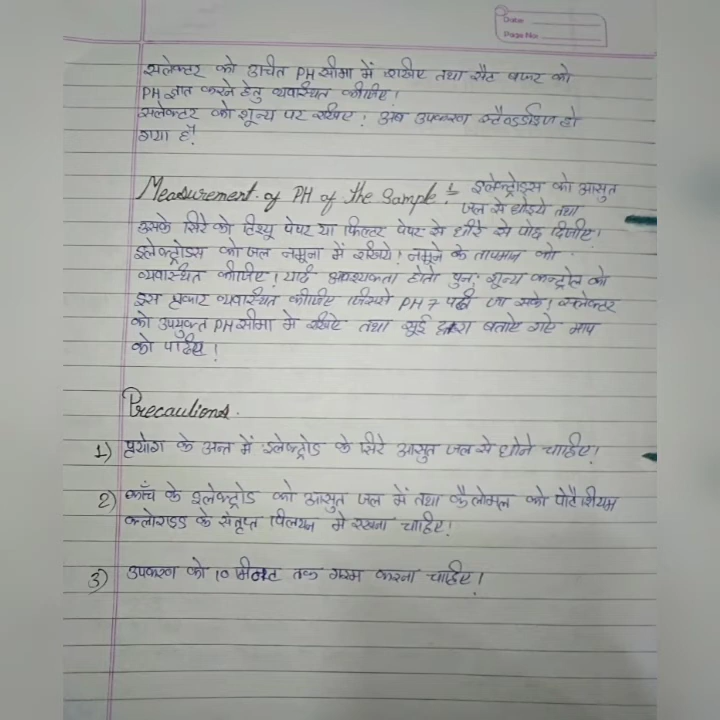 Date
Page No.
सलेक्टर को उचित PH सीमा में रखिए तथा सैट बफर को
PH ज्ञात करने हेतु व्यवस्थित कीजिए।
सलेक्टर को शून्य पर रखिए। अब उपकरण स्टैण्डर्डाइज हो
गया है।
Measurement of PH of the Sample :- इलेक्ट्रोड्स को आसुत
जल से धोइये तथा
उसके सिरे को टिश्यू पेपर या फिल्टर पेपर से धीरे से पोंछ दिजीए।
इलेक्ट्रोडस को जल नमूना में रखिये। नमूने के तापमान को
व्यवास्थित कीजिए। यदि आवश्यकता होतो पुनः शून्य कन्ट्रोल को
इस प्रकार व्यवास्थित कीजिए जिससे PH 7 पढ़ी जा सके। सलेक्टर
को उपयुक्त PH सीमा मे रखिए तथा सुई द्वारा बताए गए माप
को पढ़िए।
Precautions.
1) प्रयोग के अन्त में इलेक्ट्रोड के सिरे आसुत जल से धोने चाहिए।
2) काँच के इलेक्ट्रोड को आसुत जल में तथा कैलोमल को पोटैशियम
क्लोराइड के संतृप्त विलयन मे रखना चाहिए।
3) उपकरण को 10 मिनट तक गरम करना चाहिए।